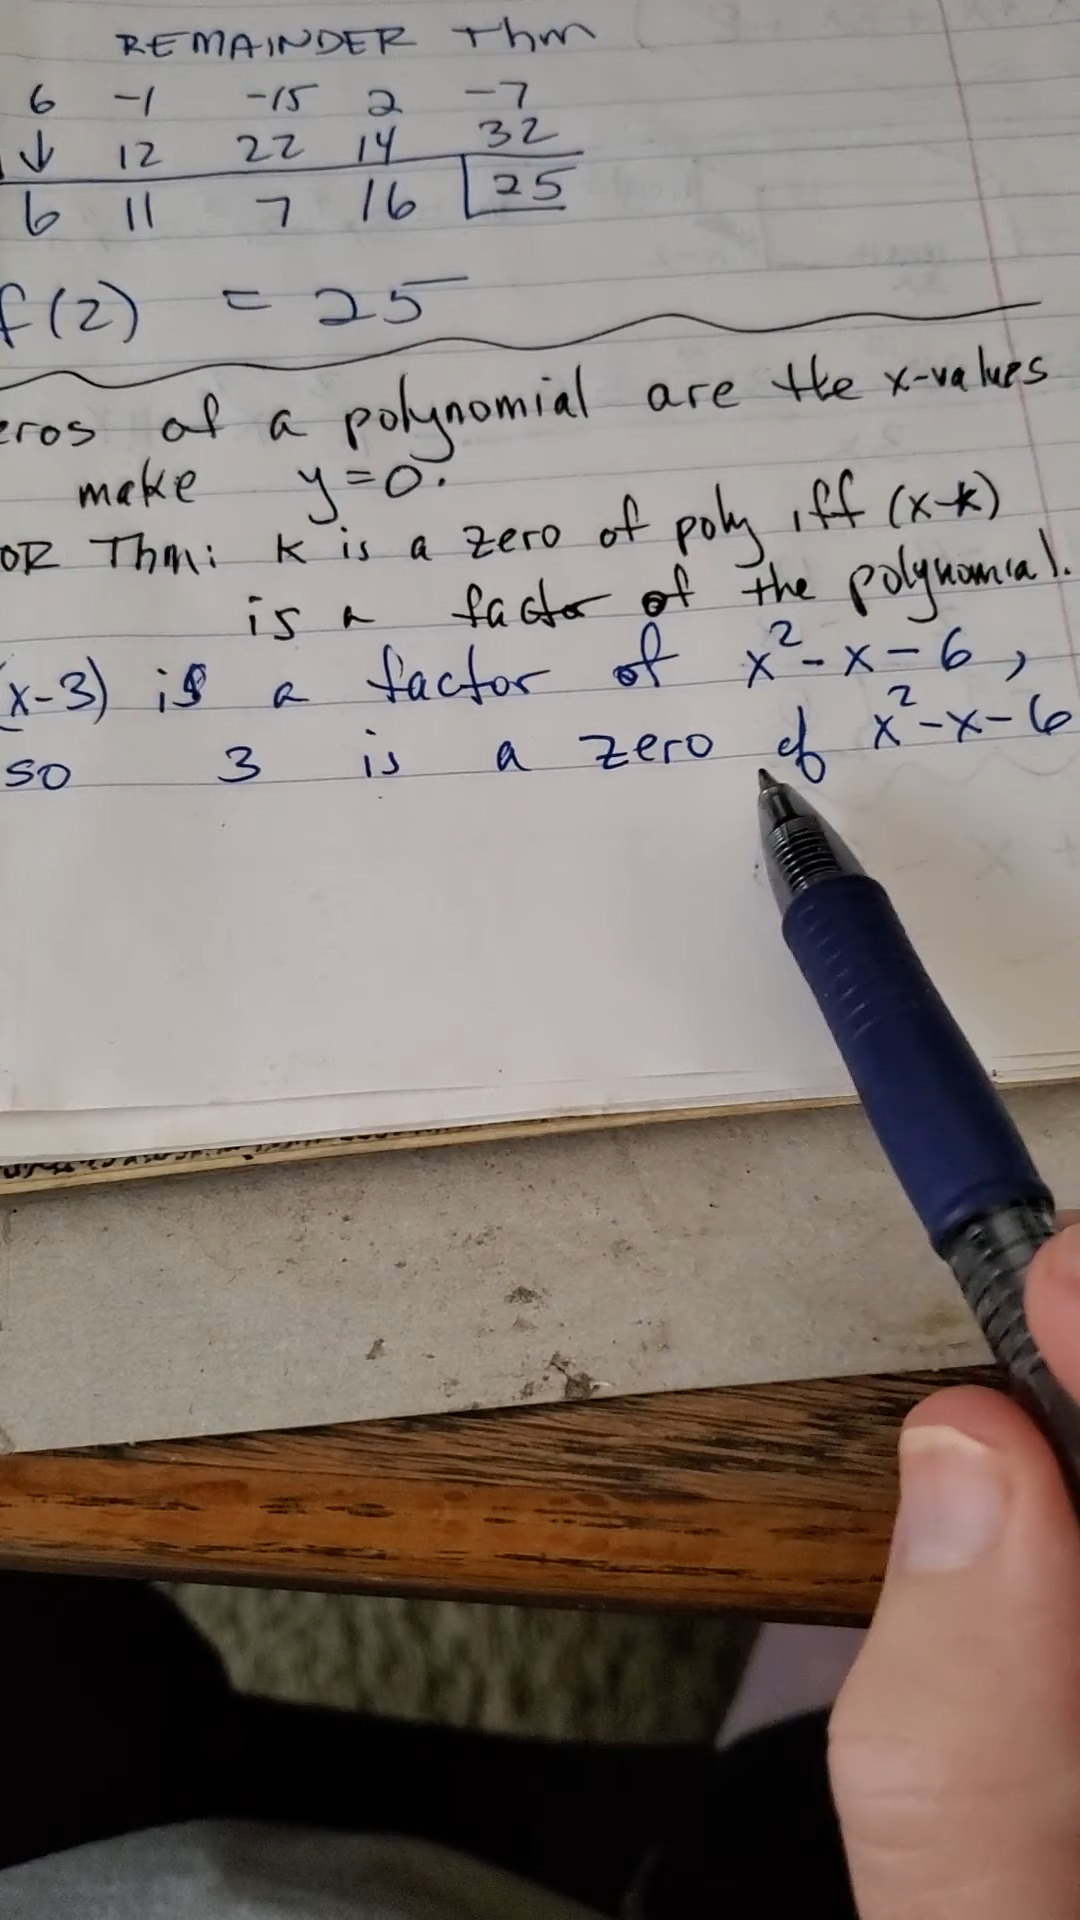 REMAINDER Thm
6 -1 -15 2 -7
↓ 12 22 14 32
6 11 7 16 25
f(2) = 25
eros of a polynomial are the x-values
make y=0.
OR Thm: k is a zero of poly iff (x-k)
is a factor of the polynomial.
(x-3) is a factor of x²-x-6,
so 3 is a zero of x²-x-6